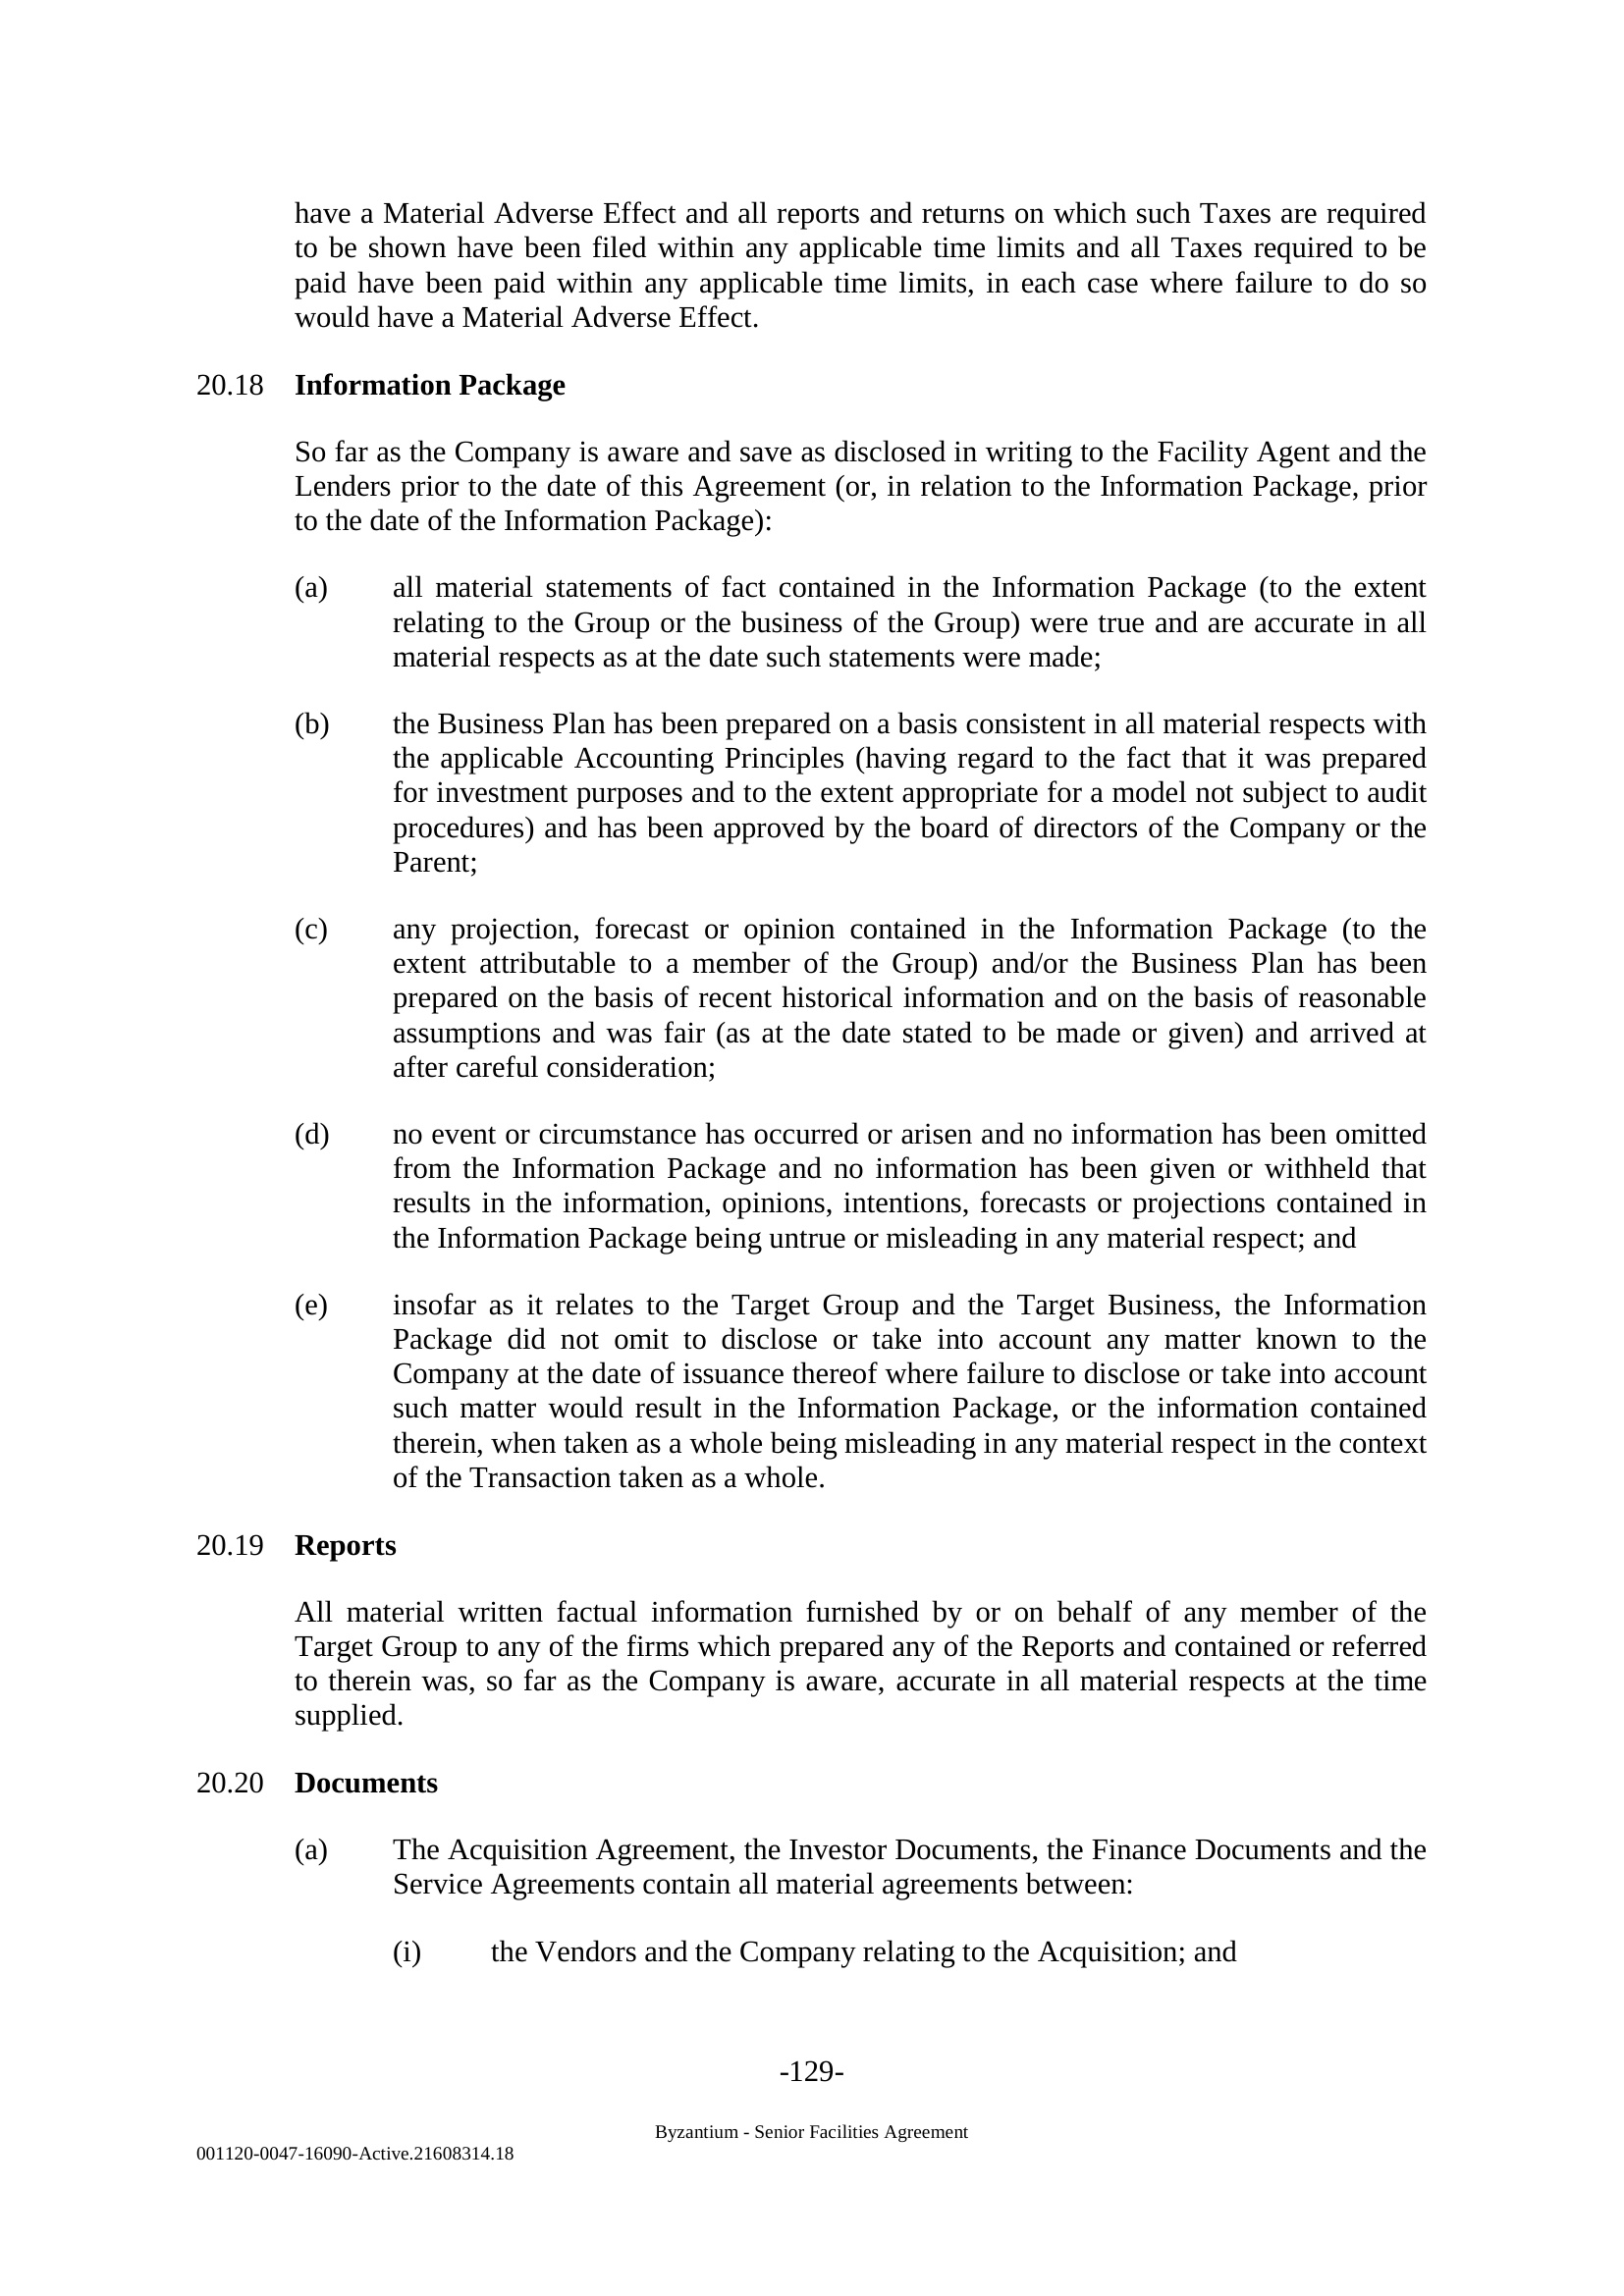 have a Material Adverse Effect and all reports and returns on which such Taxes are required
to be shown have been filed within any applicable time limits and all Taxes required to be
paid have been paid within any applicable time limits, in each case where failure to do so
would have a Material Adverse Effect.
20.18 Information Package
So far as the Company is aware and save as disclosed in writing to the Facility Agent and the
Lenders prior to the date of this Agreement (or, in relation to the Information Package, prior
to the date of the Information Package):
(a) all material statements of fact contained in the Information Package (to the extent
relating to the Group or the business of the Group) were true and are accurate in all
material respects as at the date such statements were made;
(b) the Business Plan has been prepared on a basis consistent in all material respects with
the applicable Accounting Principles (having regard to the fact that it was prepared
for investment purposes and to the extent appropriate for a model not subject to audit
procedures) and has been approved by the board of directors of the Company or the
Parent;
(c) any projection, forecast or opinion contained in the Information Package (to the
extent attributable to a member of the Group) and/or the Business Plan has been
prepared on the basis of recent historical information and on the basis of reasonable
assumptions and was fair (as at the date stated to be made or given) and arrived at
after careful consideration;
(d) no event or circumstance has occurred or arisen and no information has been omitted
from the Information Package and no information has been given or withheld that
results in the information, opinions, intentions, forecasts or projections contained in
the Information Package being untrue or misleading in any material respect; and
(e) insofar as it relates to the Target Group and the Target Business, the Information
Package did not omit to disclose or take into account any matter known to the
Company at the date of issuance thereof where failure to disclose or take into account
such matter would result in the Information Package, or the information contained
therein, when taken as a whole being misleading in any material respect in the context
of the Transaction taken as a whole.
20.19 Reports
All material written factual information furnished by or on behalf of any member of the
Target Group to any of the firms which prepared any of the Reports and contained or referred
to therein was, so far as the Company is aware, accurate in all material respects at the time
supplied.
20.20 Documents
(a) The Acquisition Agreement, the Investor Documents, the Finance Documents and the
Service Agreements contain all material agreements between:
(i) the Vendors and the Company relating to the Acquisition; and
-129-
Byzantium - Senior Facilities Agreement
001120-0047-16090-Active.21608314.18